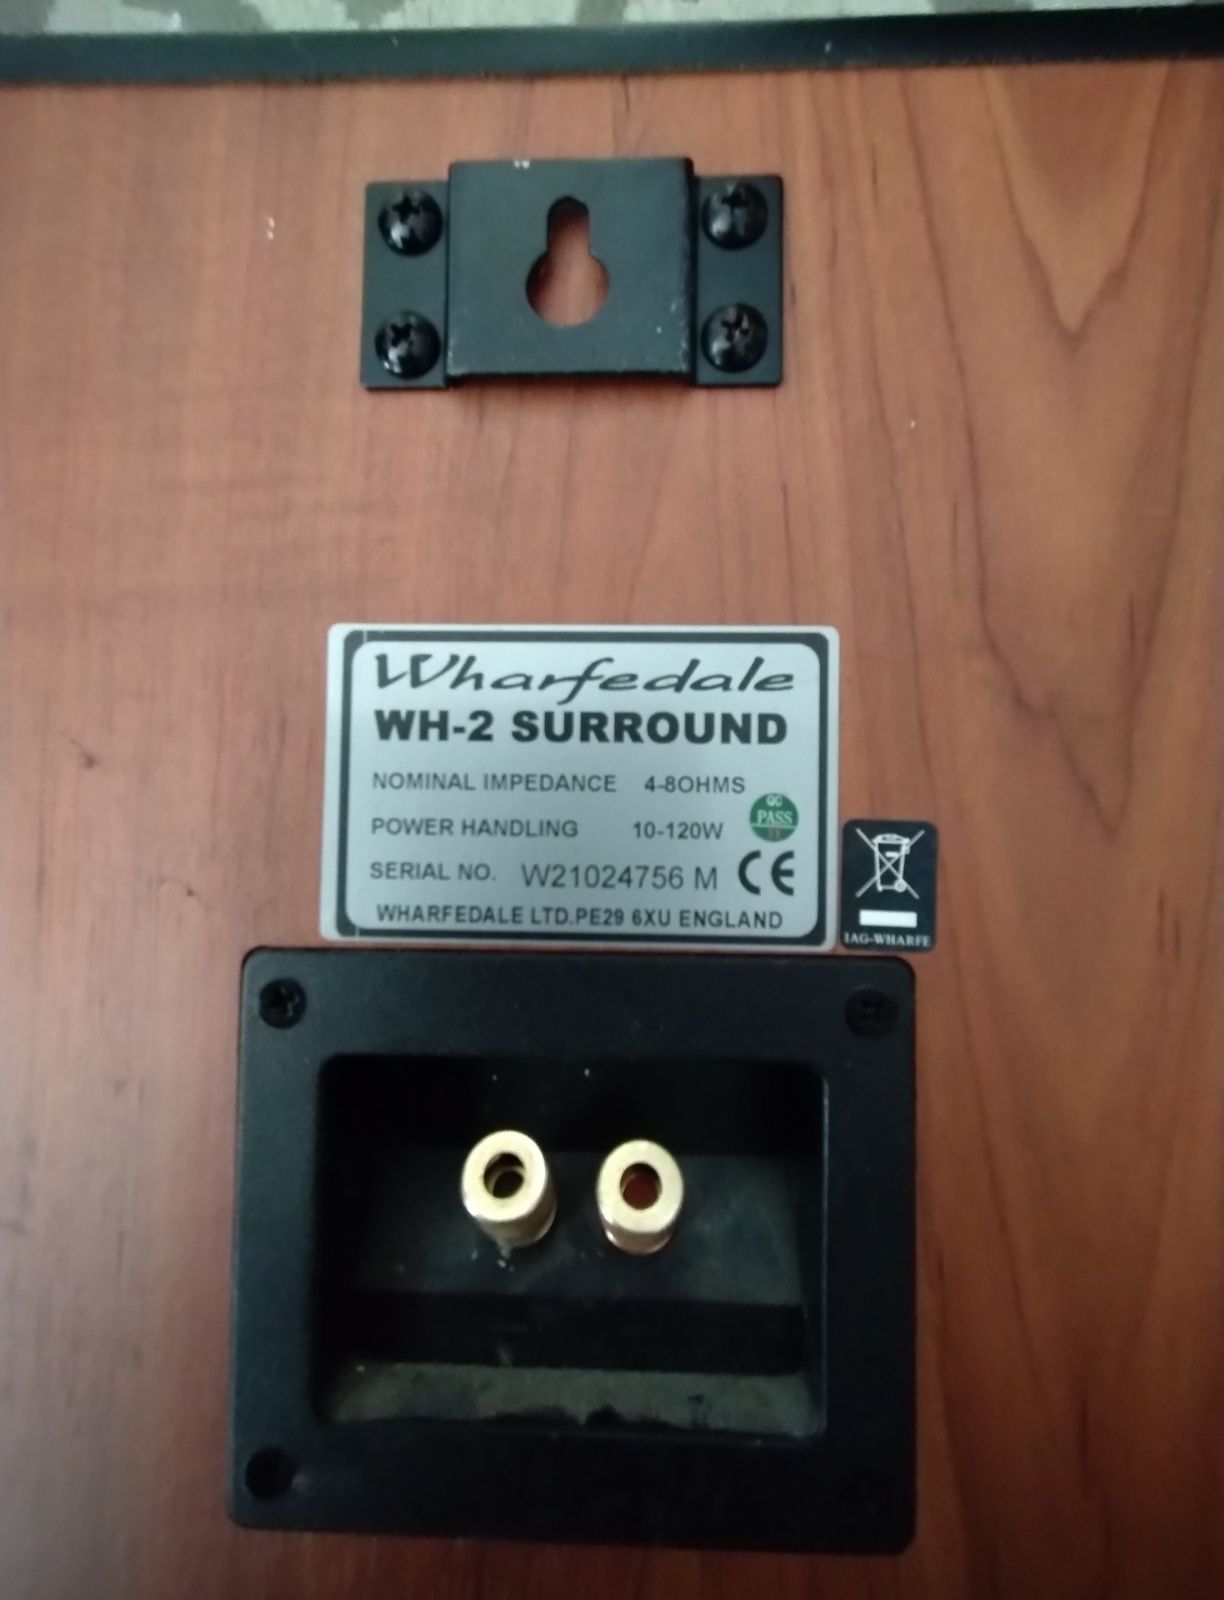 Wharfedale
WH-2 SURROUND
NOMINAL IMPEDANCE 4-8OHMS
QC
PASS
POWER HANDLING 10-120W
SERIAL NO. W21024756 M CE
WHARFEDALE LTD.PE29 6XU ENGLAND
IAG-WHARFE